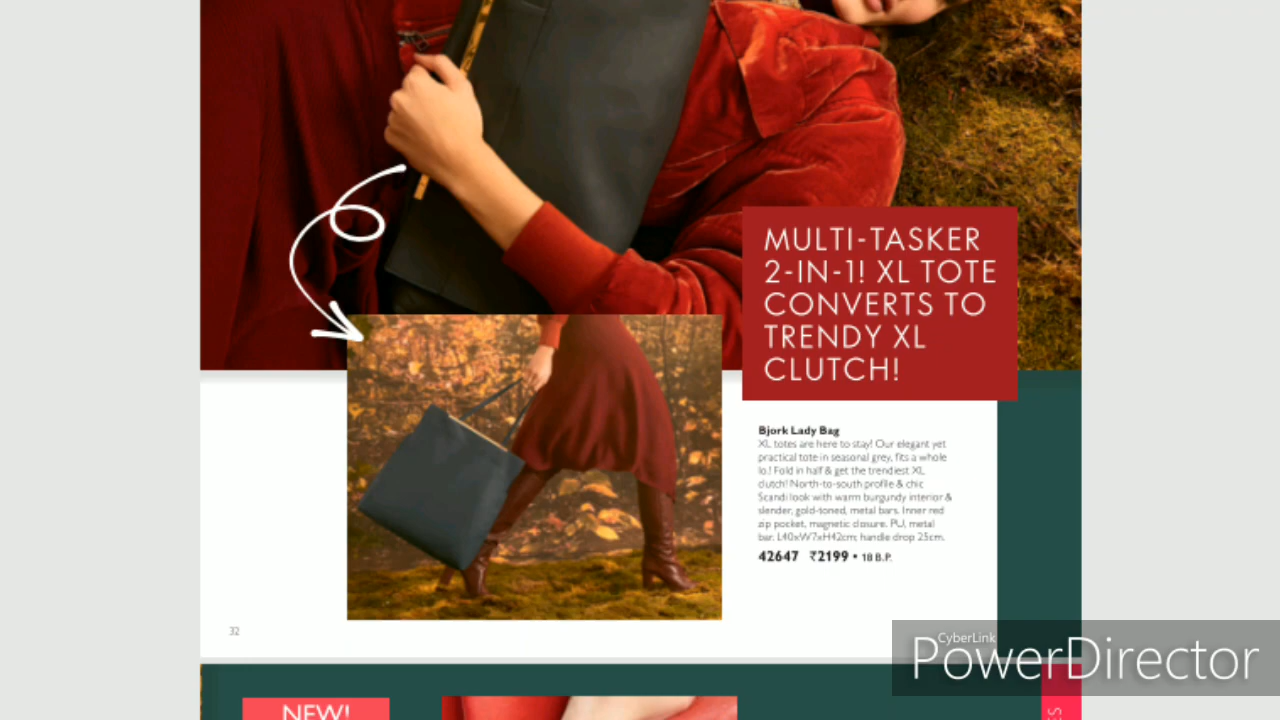 MULTI-TASKER
2-IN-1! XL TOTE
CONVERTS TO
TRENDY XL
CLUTCH!
Bjork Lady Bag
XL totes are here to stay! Our elegant yet
practical tote in seasonal grey, fits a whole
lo.! Fold in half & get the trendiest XL
clutch! North-to-south profile & chic
Scandi look with warm burgundy interior &
slender, gold-toned, metal bars. Inner red
zip pocket, magnetic closure. PU, metal
bar. L40xW7xH42cm; handle drop 25cm.
42647 ₹2199 • 18 B.P.
32
CyberLink
PowerDirector
NEW!